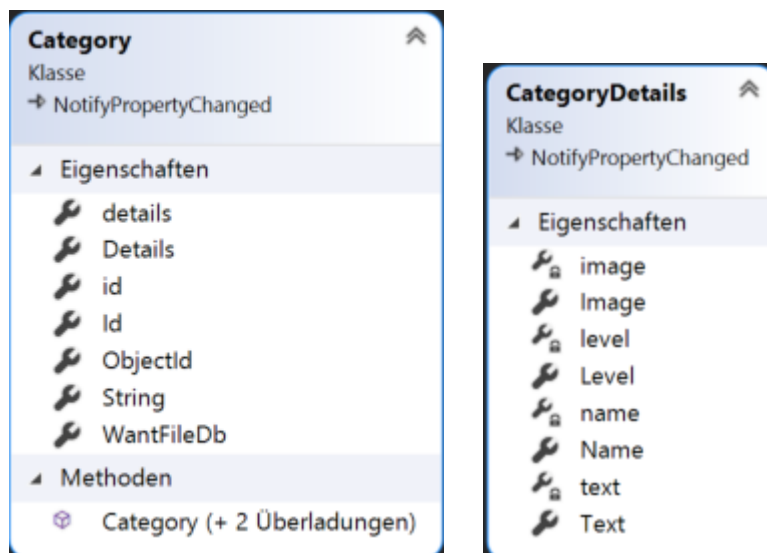 Category
Klasse
NotifyPropertyChanged
Eigenschaften
details
Details
id
Id
ObjectId
String
WantFileDb
Methoden
Category (+ 2 Überladungen)
CategoryDetails
Klasse
NotifyPropertyChanged
Eigenschaften
image
Image
level
Level
name
Name
text
Text